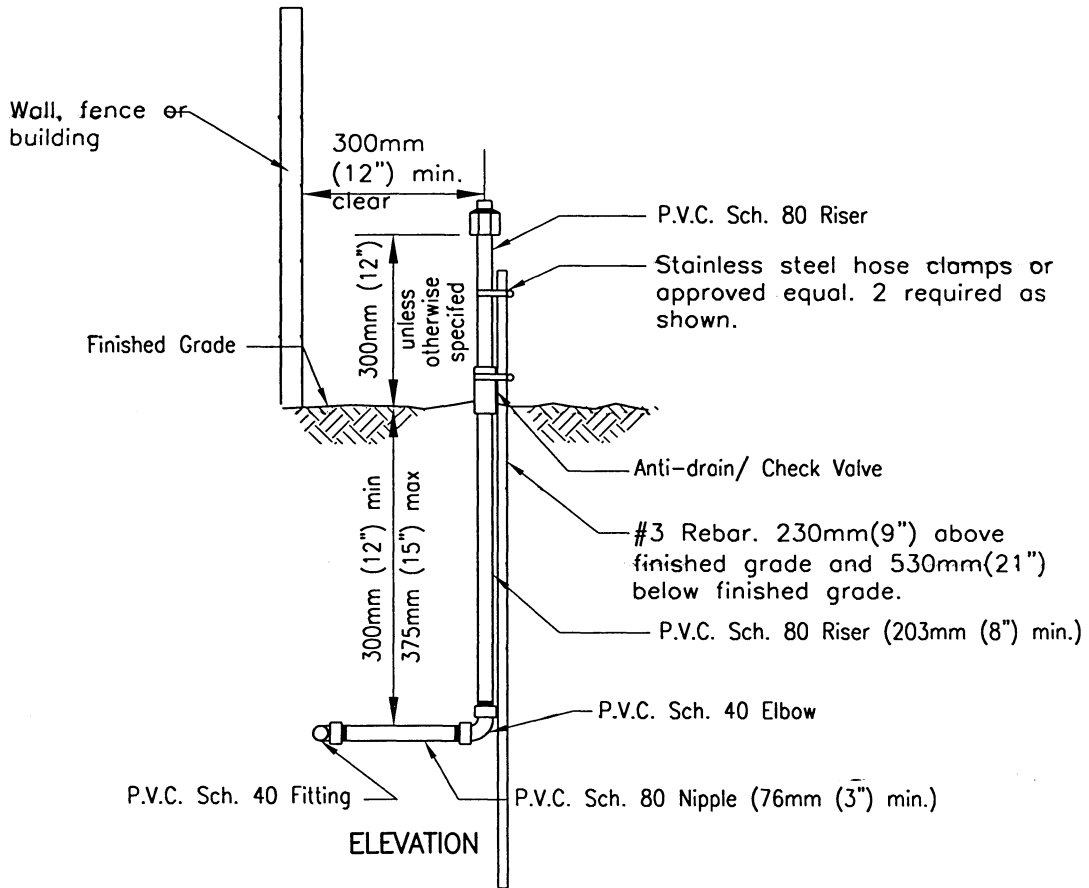 Wall, fence or
building
300mm
(12") min.
clear
P.V.C. Sch. 80 Riser
Stainless steel hose clamps or
approved equal. 2 required as
shown.
300mm (12")
unless
otherwise
specifed
Finished Grade
Anti-drain/ Check Valve
300mm (12") min
375mm (15") max
#3 Rebar. 230mm(9") above
finished grade and 530mm(21")
below finished grade.
P.V.C. Sch. 80 Riser (203mm (8") min.)
P.V.C. Sch. 40 Elbow
P.V.C. Sch. 40 Fitting
P.V.C. Sch. 80 Nipple (76mm (3") min.)
ELEVATION